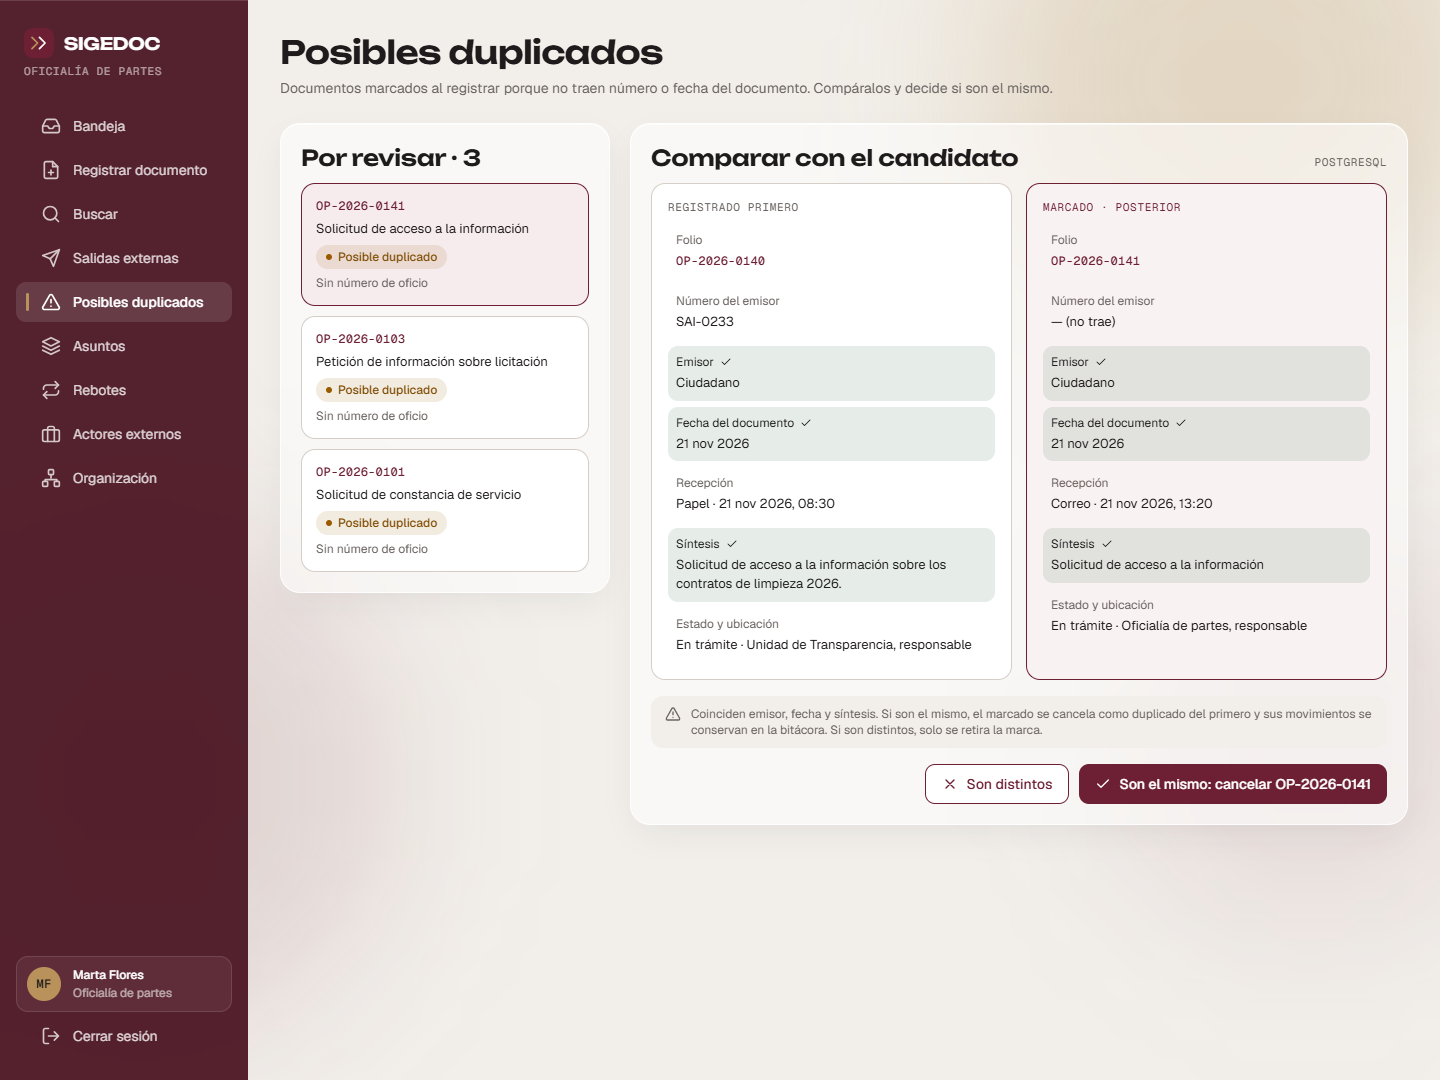 SIGEDOC
OFICIALÍA DE PARTES
Bandeja
Registrar documento
Buscar
Salidas externas
Posibles duplicados
Asuntos
Rebotes
Actores externos
Organización
MF
Marta Flores
Oficialía de partes
Cerrar sesión
Posibles duplicados
Documentos marcados al registrar porque no traen número o fecha del documento. Compáralos y decide si son el mismo.
Por revisar · 3
OP-2026-0141
Solicitud de acceso a la información
Posible duplicado
Sin número de oficio
OP-2026-0103
Petición de información sobre licitación
Posible duplicado
Sin número de oficio
OP-2026-0101
Solicitud de constancia de servicio
Posible duplicado
Sin número de oficio
Comparar con el candidato
POSTGRESQL
REGISTRADO PRIMERO
Folio
OP-2026-0140
Número del emisor
SAI-0233
Emisor ✓
Ciudadano
Fecha del documento ✓
21 nov 2026
Recepción
Papel · 21 nov 2026, 08:30
Síntesis ✓
Solicitud de acceso a la información sobre los
contratos de limpieza 2026.
Estado y ubicación
En trámite · Unidad de Transparencia, responsable
MARCADO · POSTERIOR
Folio
OP-2026-0141
Número del emisor
— (no trae)
Emisor ✓
Ciudadano
Fecha del documento ✓
21 nov 2026
Recepción
Correo · 21 nov 2026, 13:20
Síntesis ✓
Solicitud de acceso a la información
Estado y ubicación
En trámite · Oficialía de partes, responsable
Coinciden emisor, fecha y síntesis. Si son el mismo, el marcado se cancela como duplicado del primero y sus movimientos se
conservan en la bitácora. Si son distintos, solo se retira la marca.
Son distintos
Son el mismo: cancelar OP-2026-0141